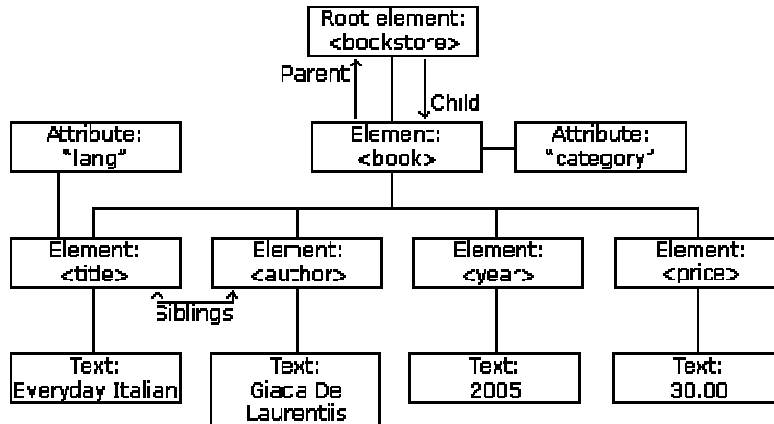 Root element:
<bookstore>
Parent
Child
Attribute:
"lang"
Element:
<book>
Attribute:
"category"
Element:
<title>
Element:
<author>
Element:
<year>
Element:
<price>
Siblings
Text:
Everyday Italian
Text:
Giada De
Laurentiis
Text:
2005
Text:
30.00